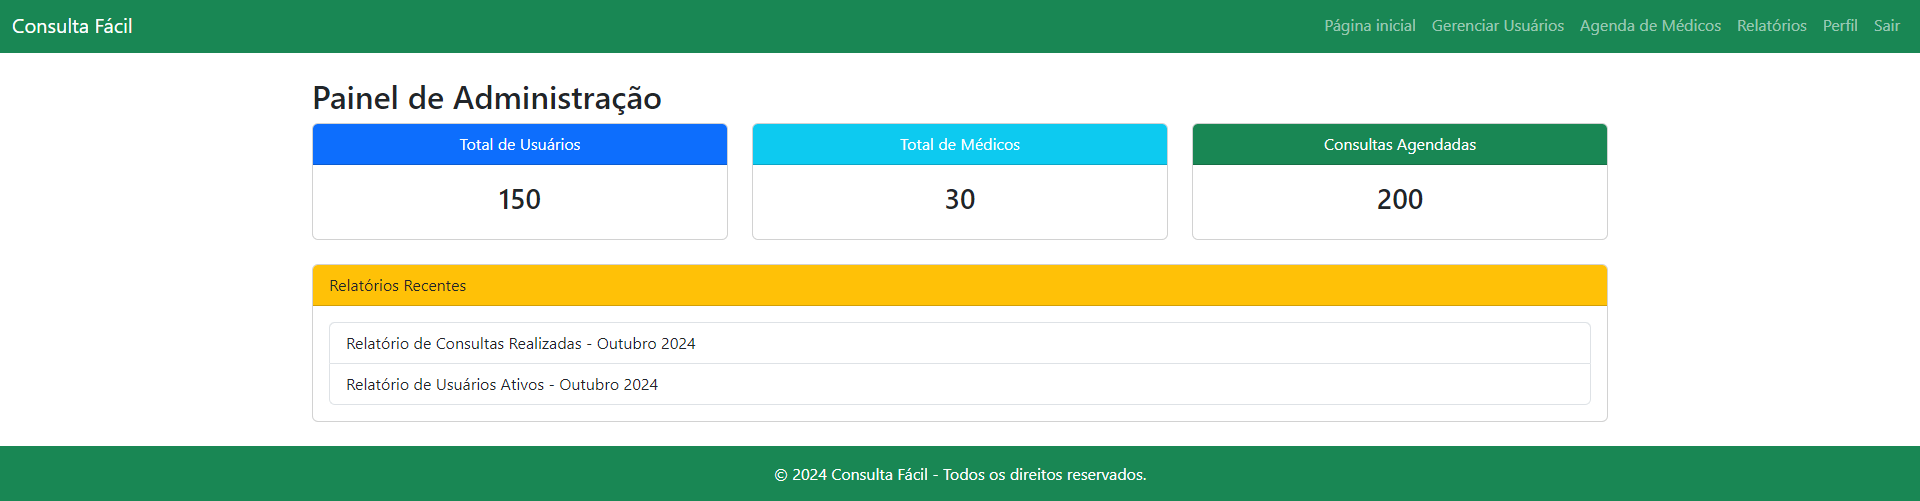 Consulta Fácil
Página inicial Gerenciar Usuários Agenda de Médicos Relatórios Perfil Sair
Painel de Administração
Total de Usuários
150
Total de Médicos
30
Consultas Agendadas
200
Relatórios Recentes
Relatório de Consultas Realizadas - Outubro 2024
Relatório de Usuários Ativos - Outubro 2024
© 2024 Consulta Fácil - Todos os direitos reservados.